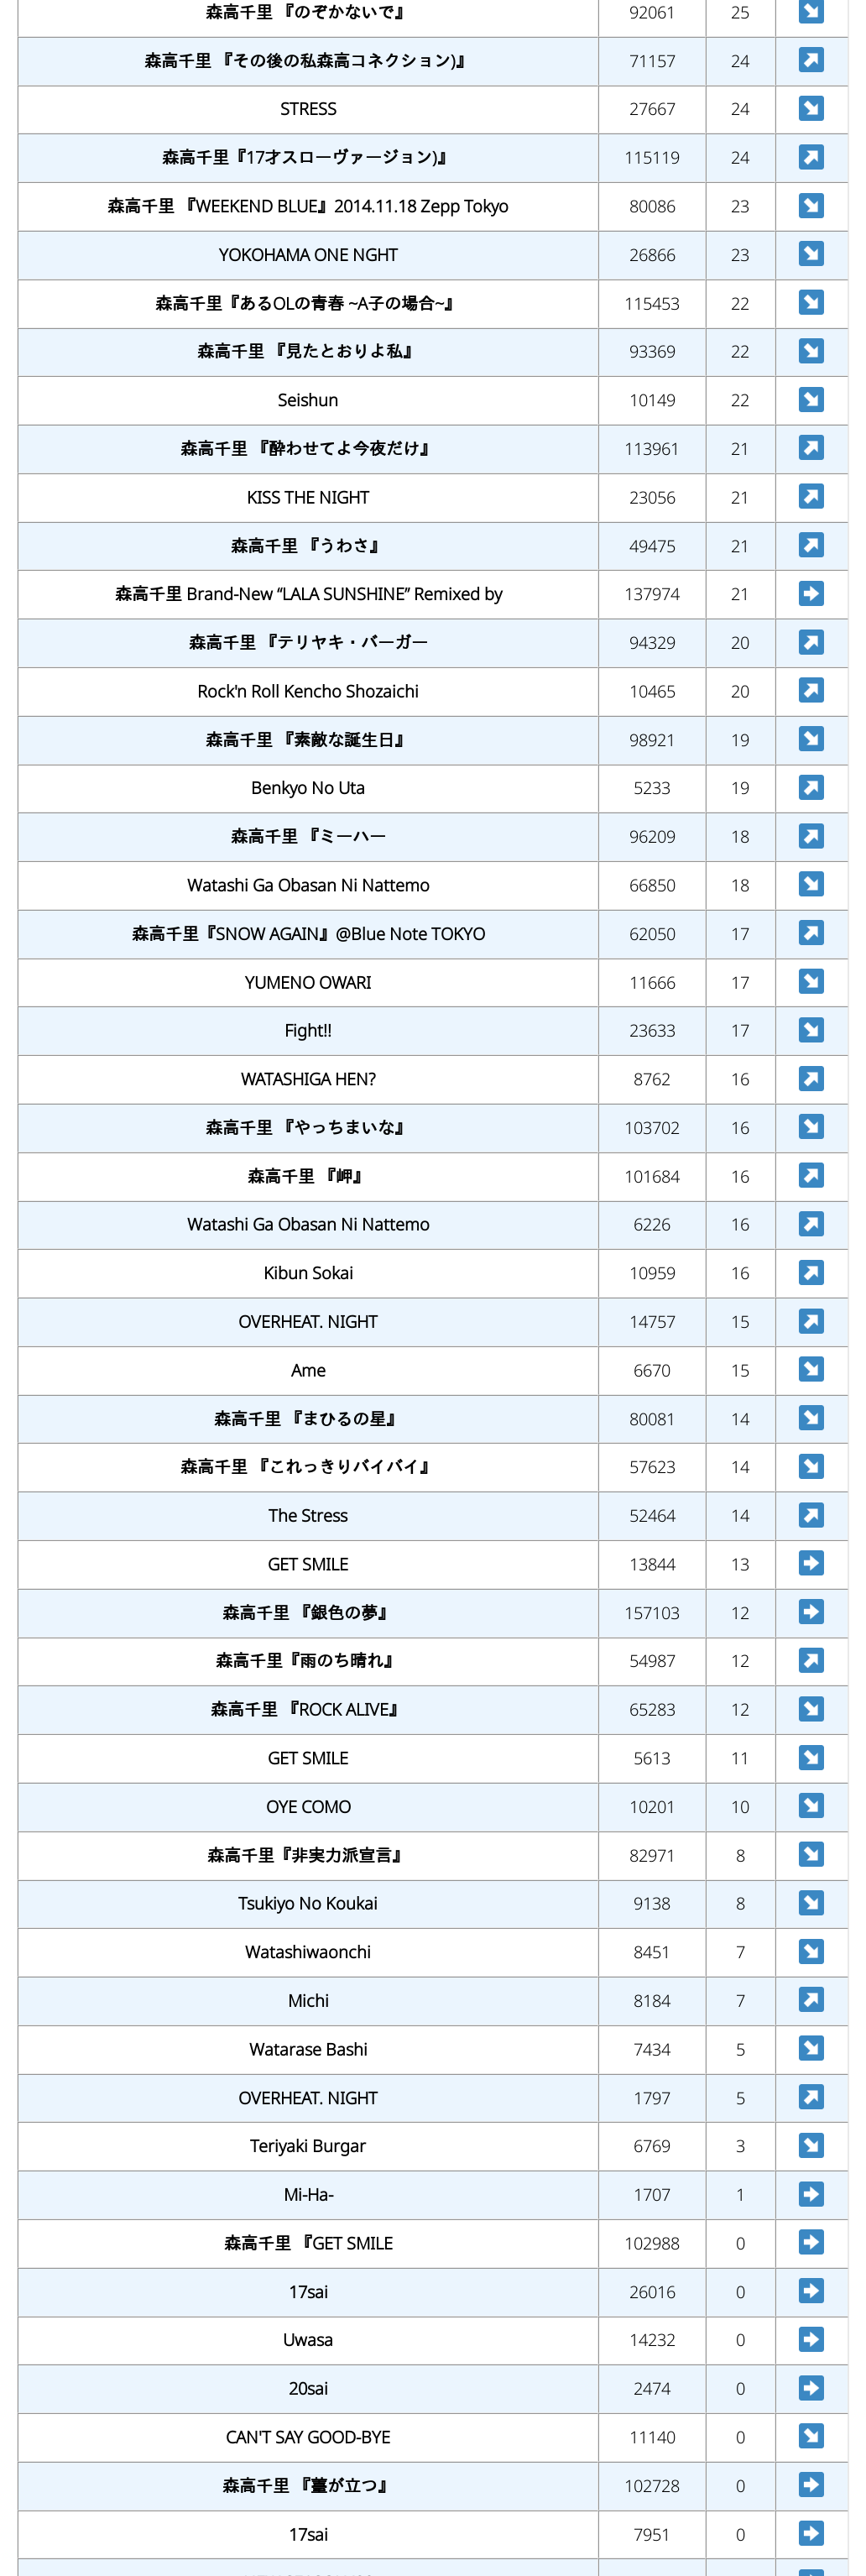 森高千里 『のぞかないで』 92061 25 ↘
森高千里 『その後の私森高コネクション)』 71157 24 ↗
STRESS 27667 24 ↘
森高千里『17才スローヴァージョン)』 115119 24 ↗
森高千里 『WEEKEND BLUE』2014.11.18 Zepp Tokyo 80086 23 ↘
YOKOHAMA ONE NGHT 26866 23 ↘
森高千里『あるOLの青春 ~A子の場合~』 115453 22 ↘
森高千里 『見たとおりよ私』 93369 22 ↘
Seishun 10149 22 ↘
森高千里 『酔わせてよ今夜だけ』 113961 21 ↗
KISS THE NIGHT 23056 21 ↗
森高千里 『うわさ』 49475 21 ↗
森高千里 Brand-New “LALA SUNSHINE” Remixed by 137974 21 ➡
森高千里 『テリヤキ・バーガー 94329 20 ↗
Rock'n Roll Kencho Shozaichi 10465 20 ↗
森高千里 『素敵な誕生日』 98921 19 ↘
Benkyo No Uta 5233 19 ↗
森高千里 『ミーハー 96209 18 ↗
Watashi Ga Obasan Ni Nattemo 66850 18 ↘
森高千里『SNOW AGAIN』@Blue Note TOKYO 62050 17 ↗
YUMENO OWARI 11666 17 ↘
Fight!! 23633 17 ↘
WATASHIGA HEN? 8762 16 ↗
森高千里 『やっちまいな』 103702 16 ↘
森高千里 『岬』 101684 16 ↗
Watashi Ga Obasan Ni Nattemo 6226 16 ↗
Kibun Sokai 10959 16 ↗
OVERHEAT. NIGHT 14757 15 ↗
Ame 6670 15 ↘
森高千里 『まひるの星』 80081 14 ↘
森高千里 『これっきりバイバイ』 57623 14 ↘
The Stress 52464 14 ↗
GET SMILE 13844 13 ➡
森高千里 『銀色の夢』 157103 12 ➡
森高千里『雨のち晴れ』 54987 12 ↗
森高千里 『ROCK ALIVE』 65283 12 ↘
GET SMILE 5613 11 ↘
OYE COMO 10201 10 ↘
森高千里『非実力派宣言』 82971 8 ↘
Tsukiyo No Koukai 9138 8 ↘
Watashiwaonchi 8451 7 ↘
Michi 8184 7 ↗
Watarase Bashi 7434 5 ↘
OVERHEAT. NIGHT 1797 5 ↗
Teriyaki Burgar 6769 3 ↘
Mi-Ha- 1707 1 ➡
森高千里 『GET SMILE 102988 0 ➡
17sai 26016 0 ➡
Uwasa 14232 0 ➡
20sai 2474 0 ➡
CAN'T SAY GOOD-BYE 11140 0 ↘
森高千里 『薹が立つ』 102728 0 ➡
17sai 7951 0 ➡